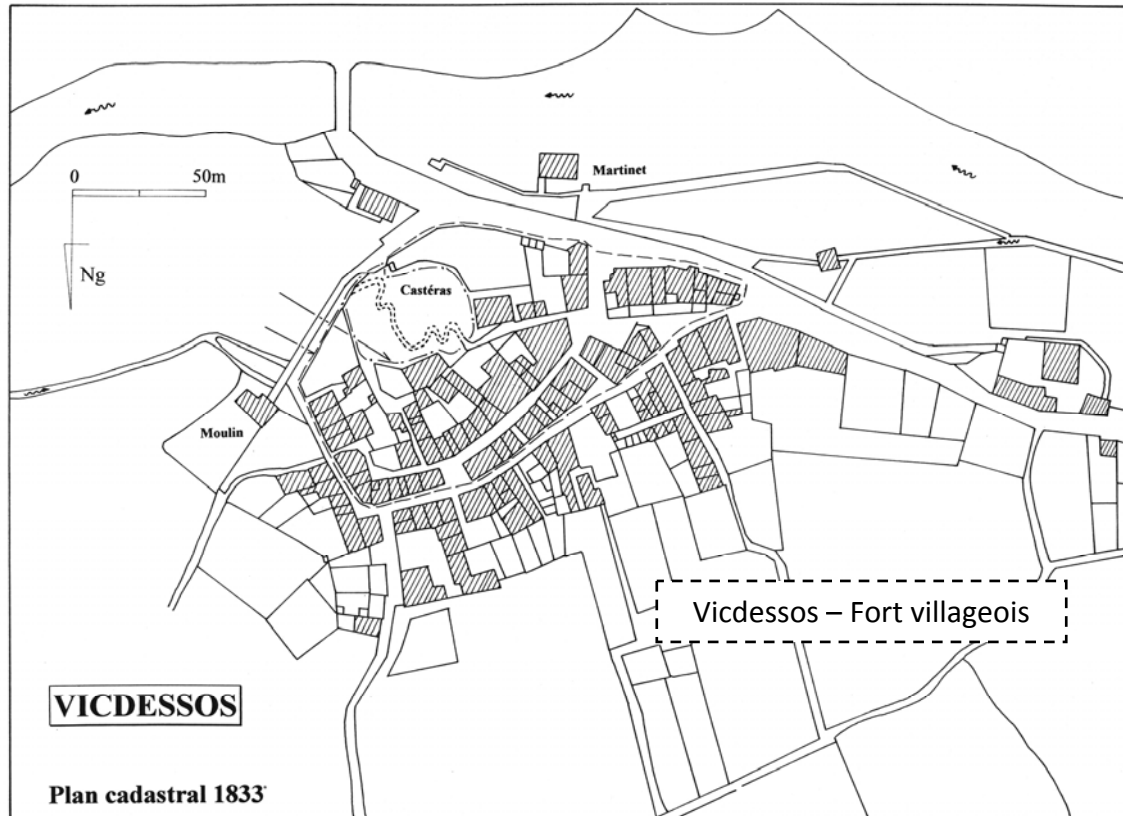 0 50m
Ng
Martinet
Castéras
Moulin
Vicdessos – Fort villageois
VICDESSOS
Plan cadastral 1833